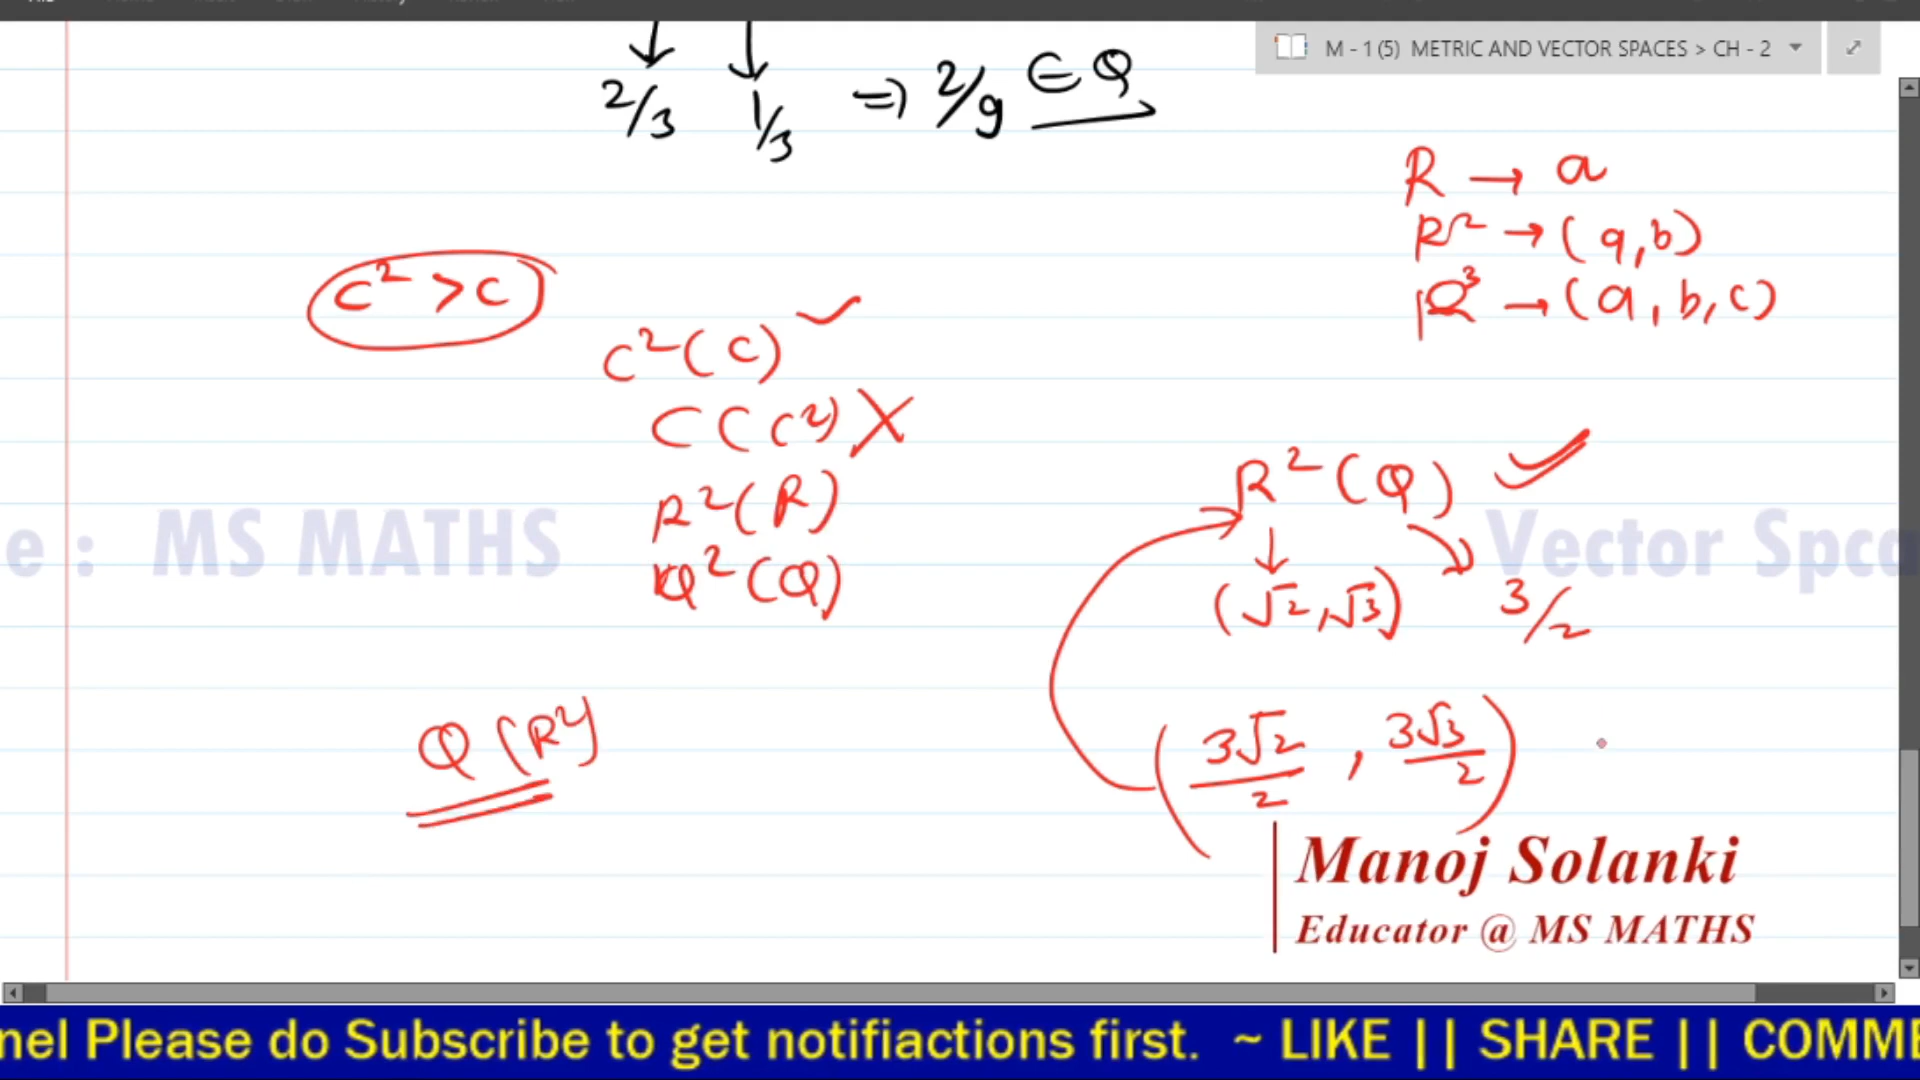 M - 1 (5) METRIC AND VECTOR SPACES > CH - 2
2/3 1/3 => 2/9 ∈ Q
R → a
R² → (a,b)
R³ → (a, b, c)
C² > C
C²(C) ✓
C(C²) X
R²(R)
Q²(Q)
R²(Q) ✓
(√2,√3) 3/2
e : MS MATHS
Vector Spca
Q(R²)
(3√2/2 , 3√3/2)
Manoj Solanki
Educator @ MS MATHS
nel Please do Subscribe to get notifiactions first. ~ LIKE || SHARE || COMME